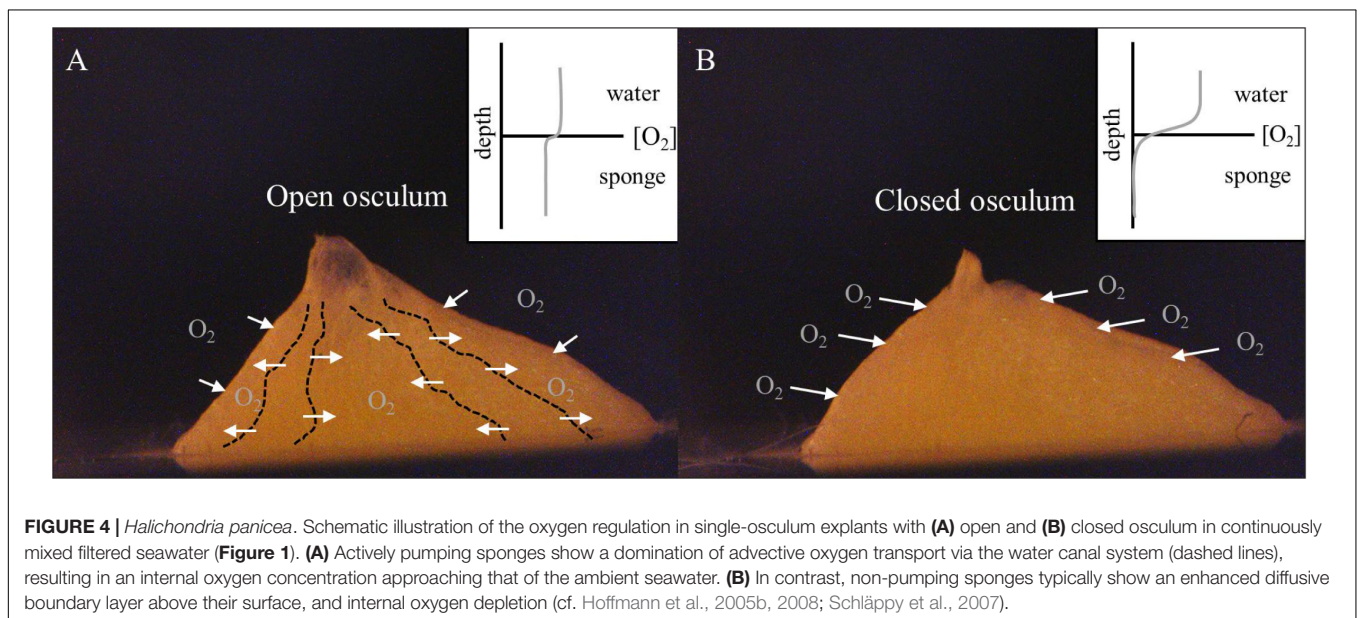 A
depth
water
[O₂]
sponge
Open osculum
O₂
O₂
O₂
O₂
O₂
O₂
B
depth
water
[O₂]
sponge
Closed osculum
O₂
O₂
O₂
O₂
O₂
O₂
FIGURE 4 | Halichondria panicea. Schematic illustration of the oxygen regulation in single-osculum explants with (A) open and (B) closed osculum in continuously
mixed filtered seawater (Figure 1). (A) Actively pumping sponges show a domination of advective oxygen transport via the water canal system (dashed lines),
resulting in an internal oxygen concentration approaching that of the ambient seawater. (B) In contrast, non-pumping sponges typically show an enhanced diffusive
boundary layer above their surface, and internal oxygen depletion (cf. Hoffmann et al., 2005b, 2008; Schläppy et al., 2007).